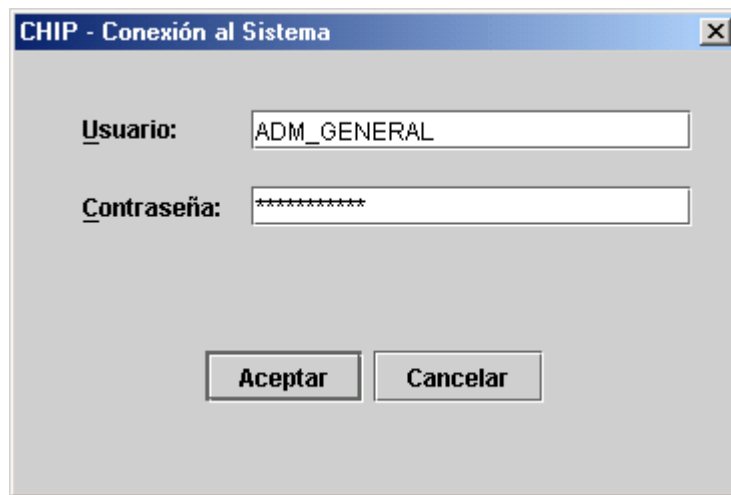 CHIP - Conexión al Sistema
Usuario: ADM_GENERAL
Contraseña: ***********
Aceptar Cancelar